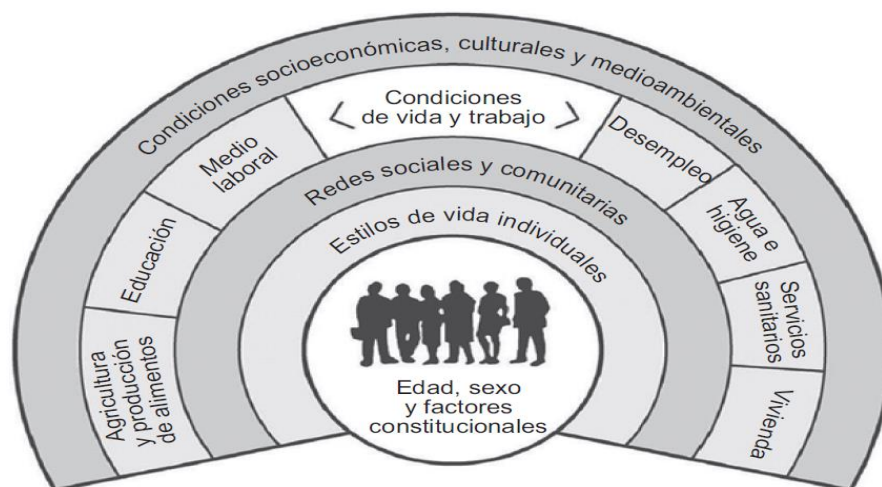 Condiciones socioeconómicas, culturales y medioambientales
Condiciones
de vida y trabajo
Agricultura
y producción
de alimentos
Educación
Medio
laboral
Desempleo
Agua e
higiene
Servicios
sanitarios
Vivienda
Redes sociales y comunitarias
Estilos de vida individuales
Edad, sexo
y factores
constitucionales